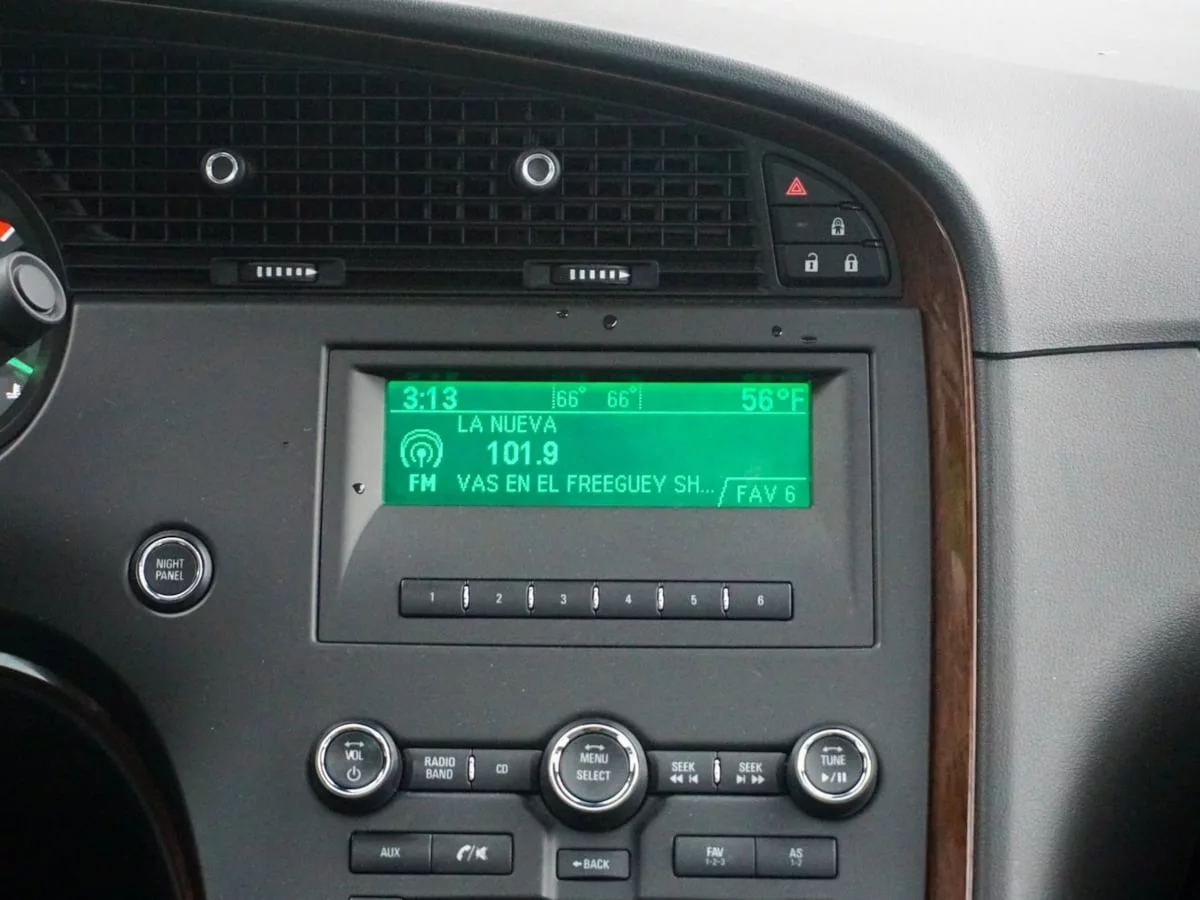 3:13 66° 66° 56°F
LA NUEVA
101.9
FM VAS EN EL FREEGUEY SH... FAV 6
NIGHT
PANEL
1 2 3 4 5 6
VOL
RADIO
BAND
CD
MENU
SELECT
SEEK
SEEK
TUNE
AUX
BACK
FAV
1-2-3
AS
1-2